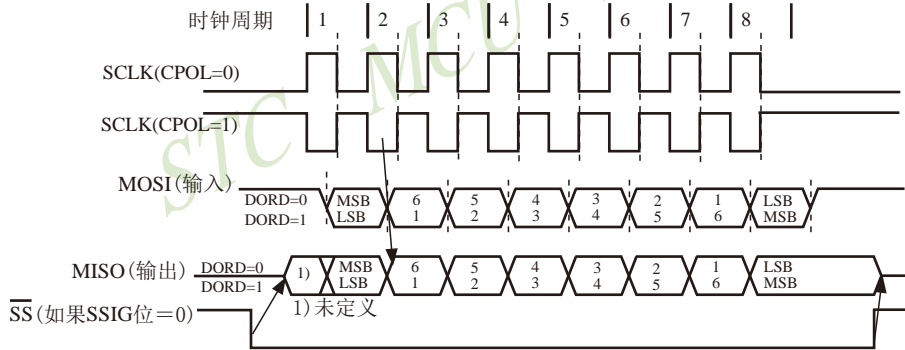 时钟周期 1 2 3 4 5 6 7 8
SCLK(CPOL=0)
SCLK(CPOL=1)
STC MCU
MOSI(输入)
DORD=0 MSB 6 5 4 3 2 1 LSB
DORD=1 LSB 1 2 3 4 5 6 MSB
MISO(输出) DORD=0 1) MSB 6 5 4 3 2 1 LSB
DORD=1 LSB 1 2 3 4 5 6 MSB
1)未定义
SS(如果SSIG位=0)